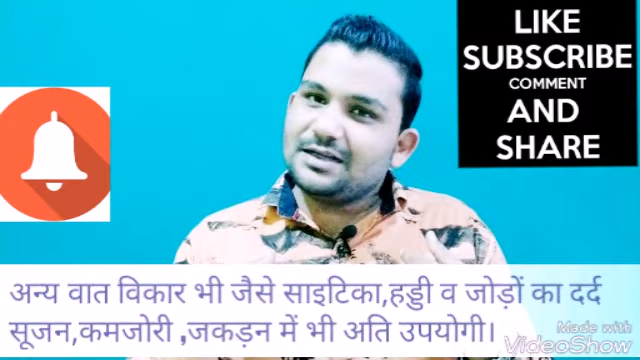 LIKE
SUBSCRIBE
COMMENT
AND
SHARE
अन्य वात विकार भी जैसे साइटिका,हड्डी व जोड़ों का दर्द
सूजन,कमजोरी ,जकड़न में भी अति उपयोगी।
Made with
VideoShow